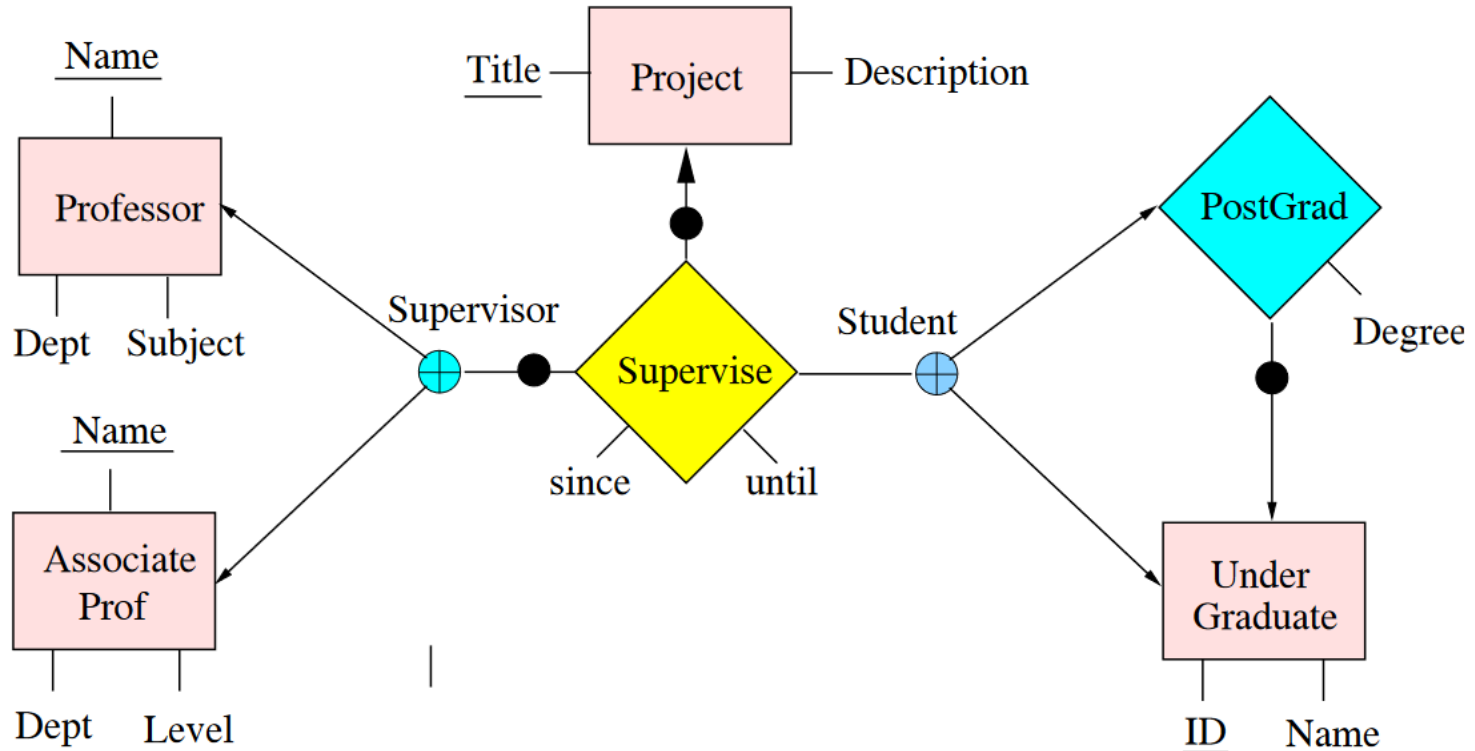 Name
Title
Project
Description
Professor
PostGrad
Supervisor
Student
Dept
Subject
Degree
Supervise
Name
since
until
Associate
Prof
Under
Graduate
Dept
Level
ID
Name